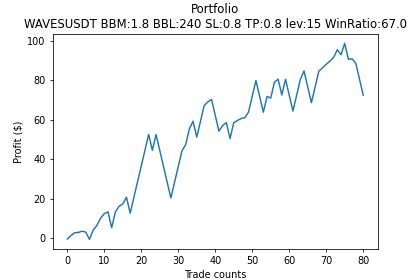 Portfolio
WAVESUSDT BBM:1.8 BBL:240 SL:0.8 TP:0.8 lev:15 WinRatio:67.0
100
80
60
40
20
0
Profit ($)
0 10 20 30 40 50 60 70 80
Trade counts